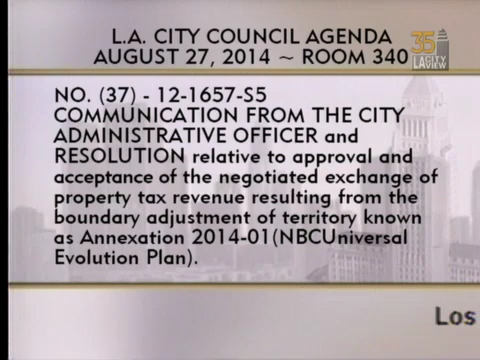 L.A. CITY COUNCIL AGENDA
AUGUST 27, 2014 ~ ROOM 340
35
LA CITY
VIEW
NO. (37) - 12-1657-S5
COMMUNICATION FROM THE CITY
ADMINISTRATIVE OFFICER and
RESOLUTION relative to approval and
acceptance of the negotiated exchange of
property tax revenue resulting from the
boundary adjustment of territory known
as Annexation 2014-01(NBCUniversal
Evolution Plan).
Los